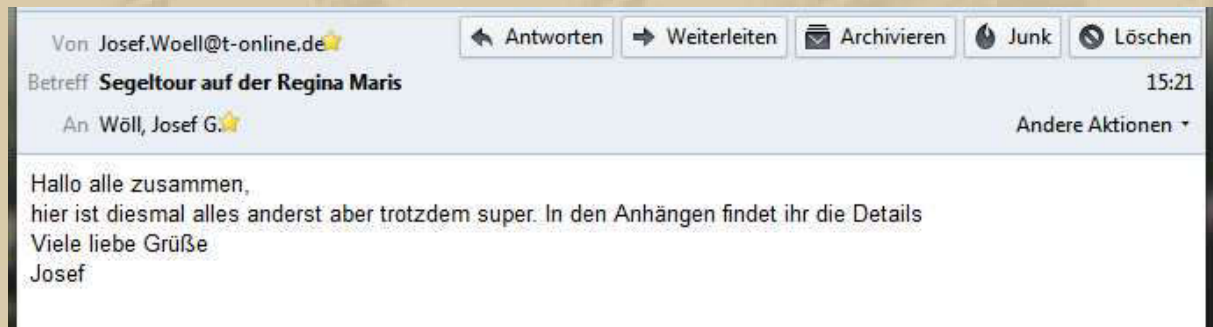 Von Josef.Woell@t-online.de Antworten Weiterleiten Archivieren Junk Löschen
Betreff Segeltour auf der Regina Maris 15:21
An Wöll, Josef G. Andere Aktionen
Hallo alle zusammen,
hier ist diesmal alles anderst aber trotzdem super. In den Anhängen findet ihr die Details
Viele liebe Grüße
Josef